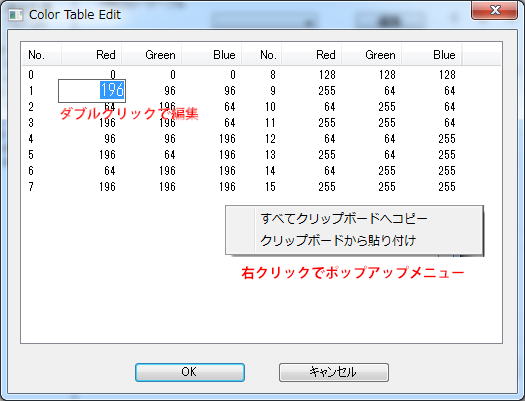 Color Table Edit
No. Red Green Blue No. Red Green Blue
0 0 0 0 8 128 128 128
1 196 96 96 9 255 64 64
ダブルクリックで編集
2 64 196 64 10 64 255 64
3 196 196 64 11 255 255 64
4 96 96 196 12 64 64 255
5 196 64 196 13 255 64 255
6 64 196 196 14 64 255 255
7 196 196 196 15 255 255 255
すべてクリップボードへコピー
クリップボードから貼り付け
右クリックでポップアップメニュー
OK キャンセル